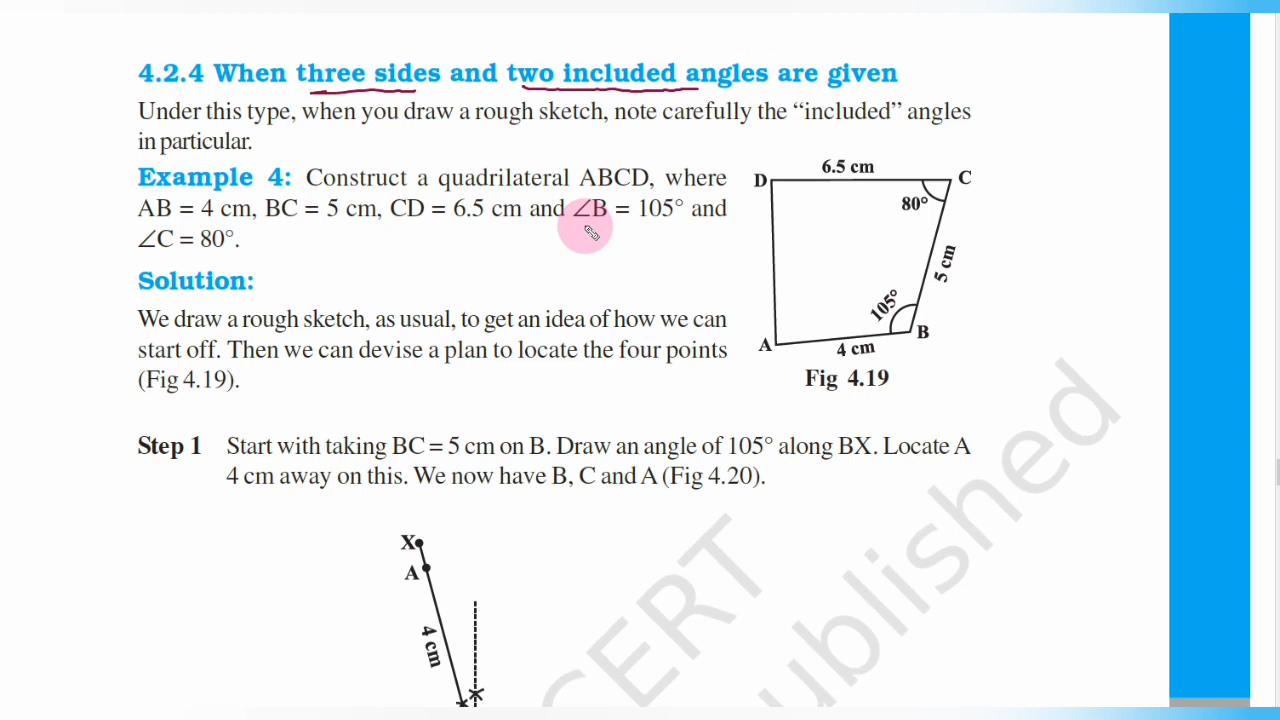 4.2.4 When three sides and two included angles are given
Under this type, when you draw a rough sketch, note carefully the “included” angles
in particular.
Example 4: Construct a quadrilateral ABCD, where
AB = 4 cm, BC = 5 cm, CD = 6.5 cm and ∠B = 105° and
∠C = 80°.
Solution:
We draw a rough sketch, as usual, to get an idea of how we can
start off. Then we can devise a plan to locate the four points
(Fig 4.19).
6.5 cm
D
C
80°
5 cm
105°
B
A
4 cm
Fig 4.19
Step 1 Start with taking BC = 5 cm on B. Draw an angle of 105° along BX. Locate A
4 cm away on this. We now have B, C and A (Fig 4.20).
X
A
4 cm
CERT
ublished